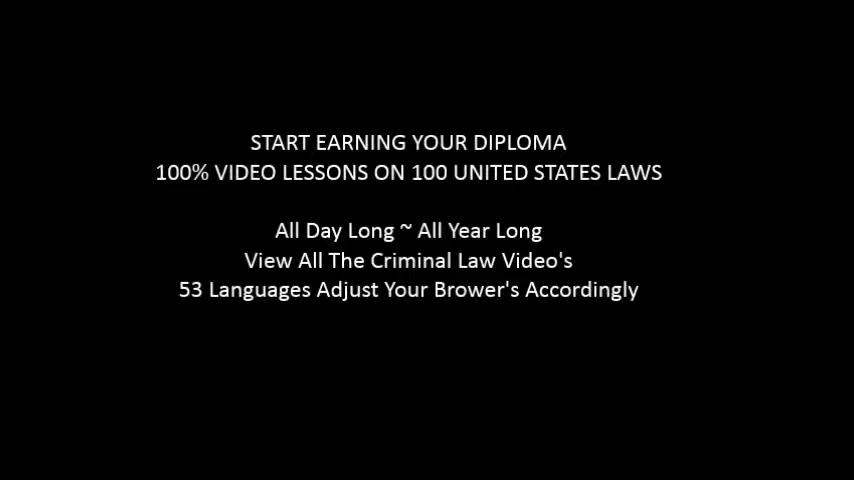 START EARNING YOUR DIPLOMA
100% VIDEO LESSONS ON 100 UNITED STATES LAWS
All Day Long ~ All Year Long
View All The Criminal Law Video's
53 Languages Adjust Your Brower's Accordingly